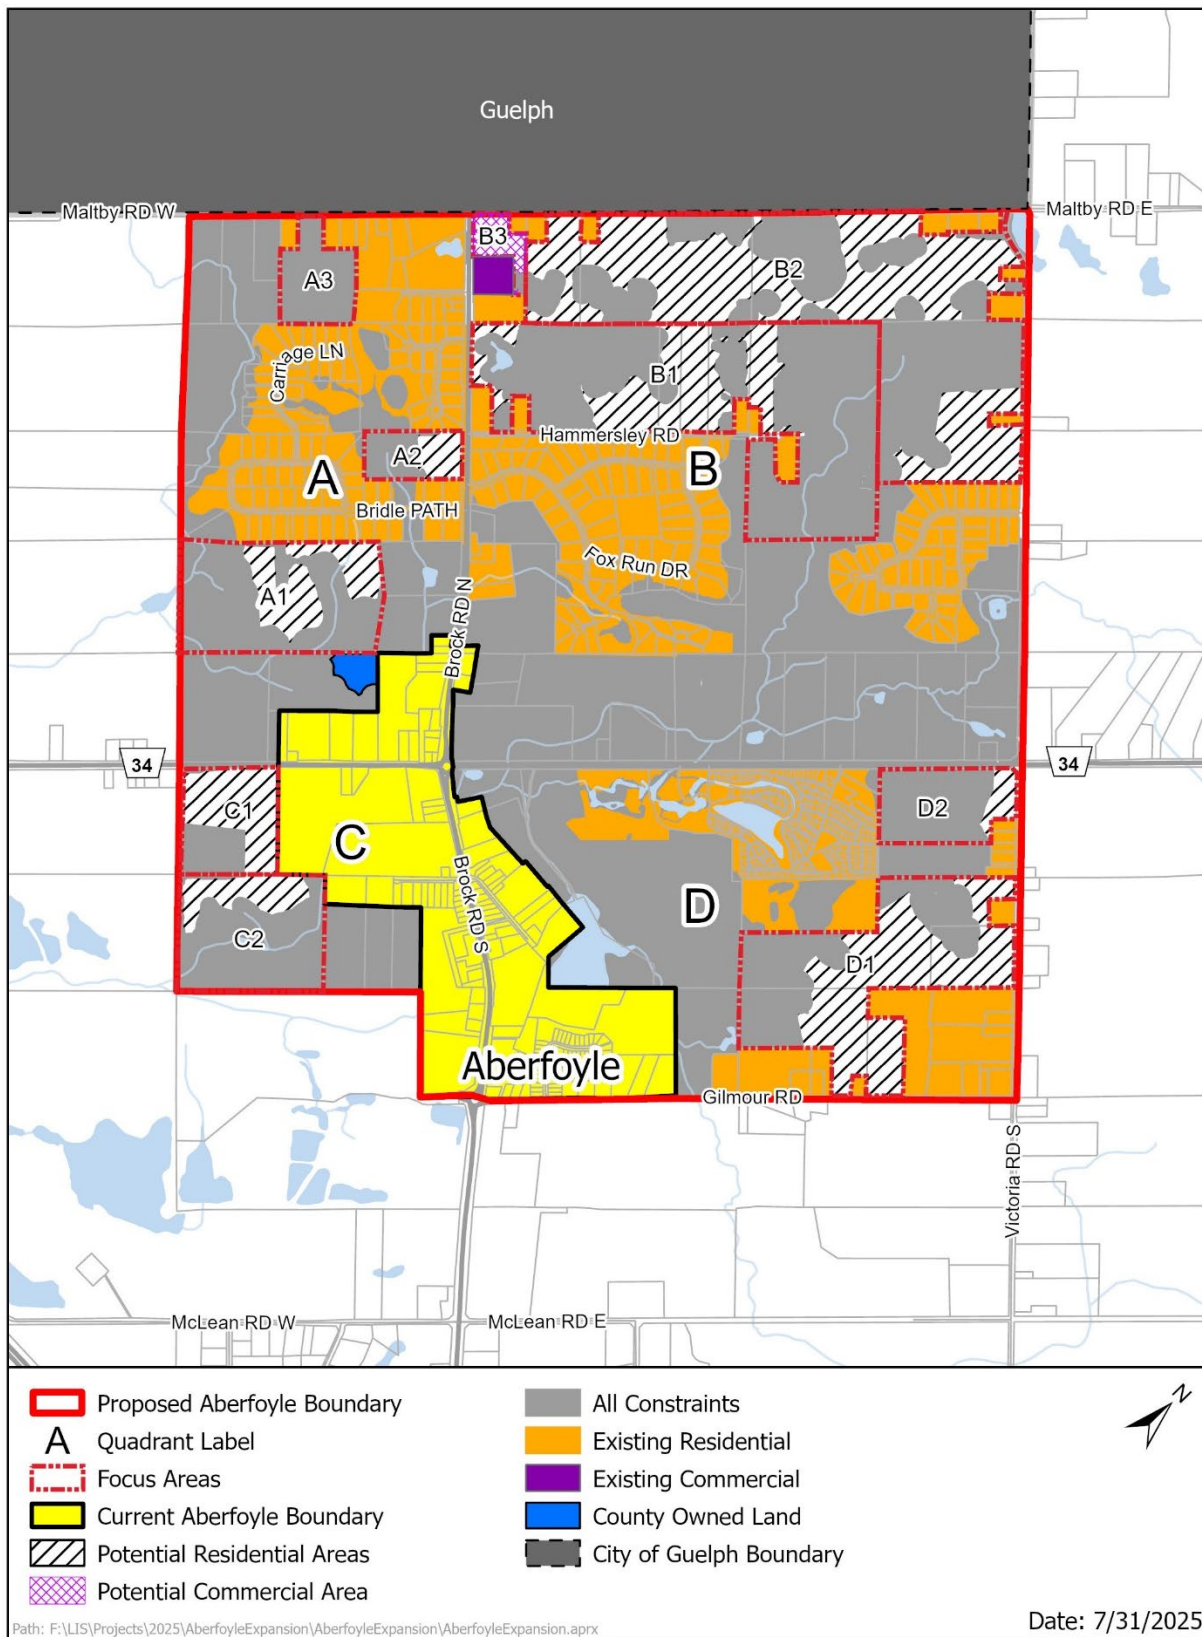 Guelph
Maltby RD W
Maltby RD E
B3
A3
B2
Carriage LN
B1
Hammersley RD
A2
A
B
Bridle PATH
Fox Run DR
A1
Brock RD N
34
34
C1
D2
C
Brock RD S
D
C2
D1
Aberfoyle
Gilmour RD
Victoria RD S
McLean RD W
McLean RD E
Proposed Aberfoyle Boundary
A Quadrant Label
Focus Areas
Current Aberfoyle Boundary
Potential Residential Areas
Potential Commercial Area
All Constraints
Existing Residential
Existing Commercial
County Owned Land
City of Guelph Boundary
N
Path: F:\LIS\Projects\2025\AberfoyleExpansion\AberfoyleExpansion\AberfoyleExpansion.aprx
Date: 7/31/2025